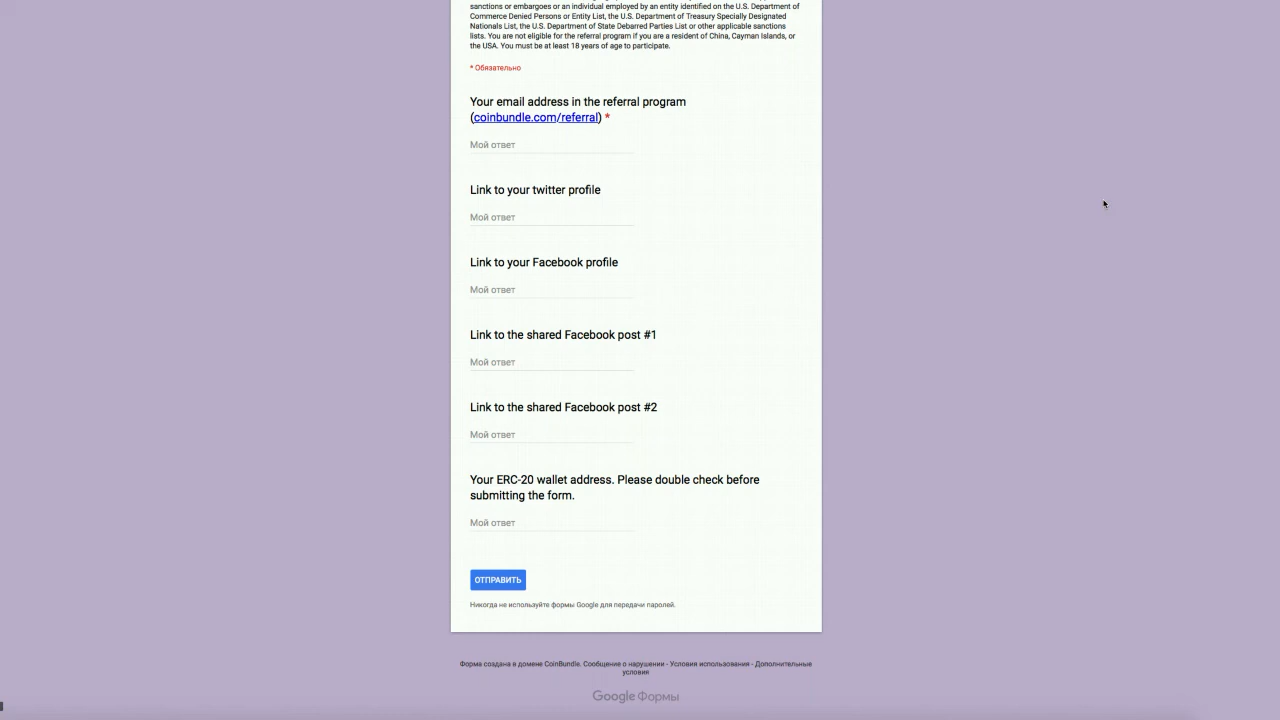 sanctions or embargoes or an individual employed by an entity identified on the U.S. Department of
Commerce Denied Persons or Entity List, the U.S. Department of Treasury Specially Designated
Nationals List, the U.S. Department of State Debarred Parties List or other applicable sanctions
lists. You are not eligible for the referral program if you are a resident of China, Cayman Islands, or
the USA. You must be at least 18 years of age to participate.
* Обязательно
Your email address in the referral program
(coinbundle.com/referral) *
Мой ответ
Link to your twitter profile
Мой ответ
Link to your Facebook profile
Мой ответ
Link to the shared Facebook post #1
Мой ответ
Link to the shared Facebook post #2
Мой ответ
Your ERC-20 wallet address. Please double check before
submitting the form.
Мой ответ
ОТПРАВИТЬ
Никогда не используйте формы Google для передачи паролей.
Форма создана в домене CoinBundle. Сообщение о нарушении - Условия использования - Дополнительные
условия
Google Формы